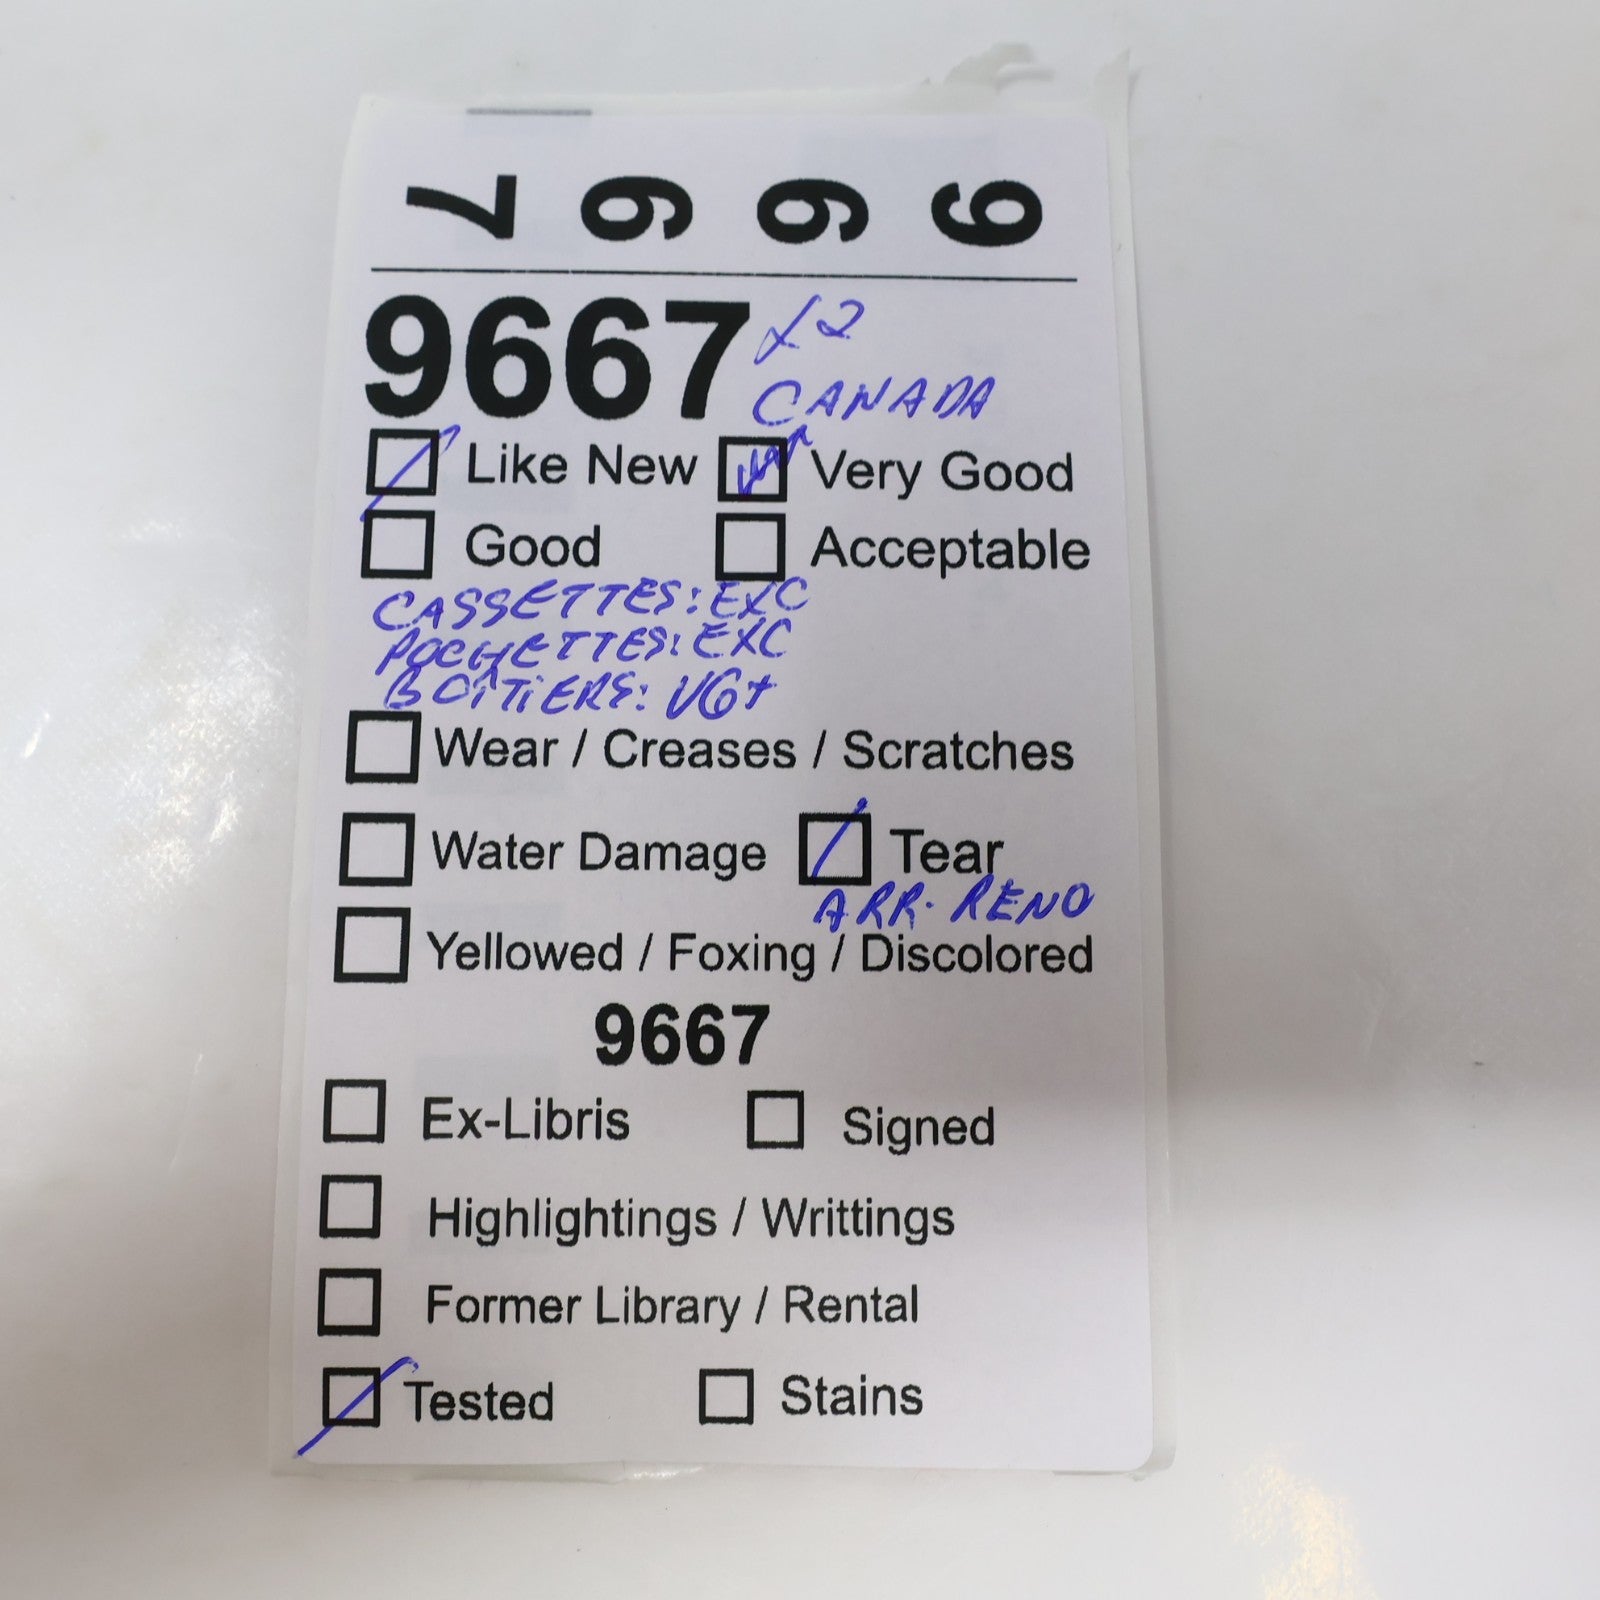 9667
9667 x2
CANADA
Like New Very Good
Good Acceptable
CASSETTES: EXC
POCHETTES: EXC
BOÎTIERS: VG+
Wear / Creases / Scratches
Water Damage Tear
ARR. RENO
Yellowed / Foxing / Discolored
9667
Ex-Libris Signed
Highlightings / Writtings
Former Library / Rental
Tested Stains